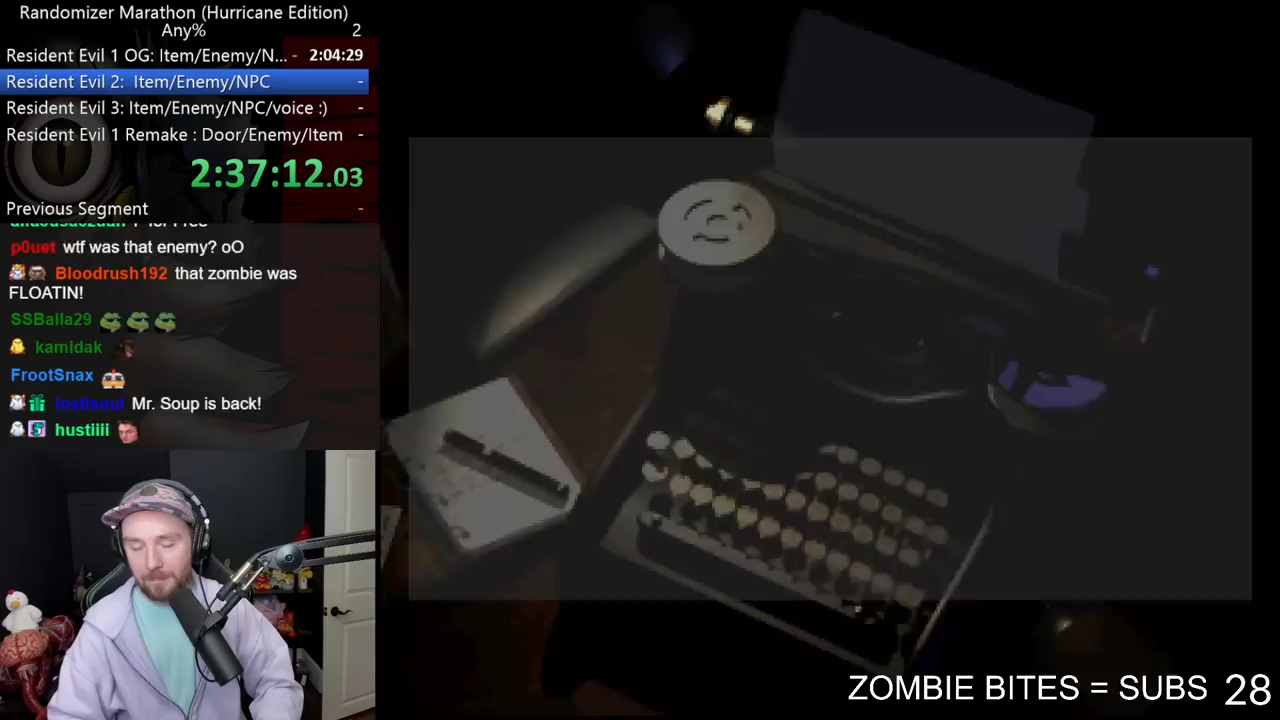 Randomizer Marathon (Hurricane Edition)
Any% 2
Resident Evil 1 OG: Item/Enemy/N... - 2:04:29
Resident Evil 2: Item/Enemy/NPC -
Resident Evil 3: Item/Enemy/NPC/voice :) -
Resident Evil 1 Remake : Door/Enemy/Item -
2:37:12.03
Previous Segment -
p0uet wtf was that enemy? oO
Bloodrush192 that zombie was
FLOATIN!
SSBalla29
kamidak
FrootSnax
lostlsoul Mr. Soup is back!
hustiiii
ZOMBIE BITES = SUBS 28